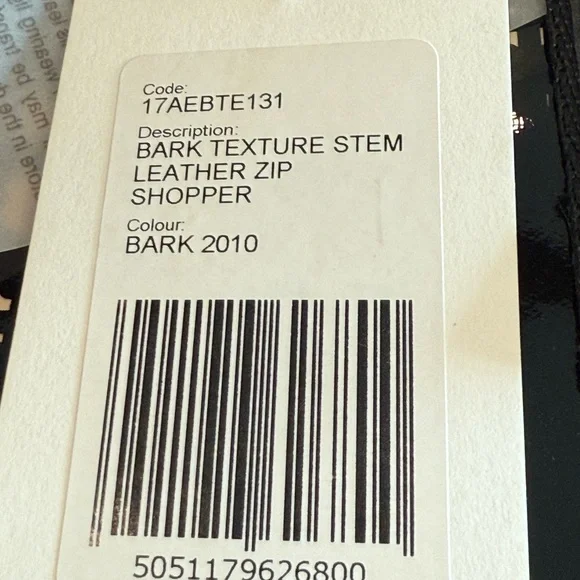 Code:
17AEBTE131
Description:
BARK TEXTURE STEM
LEATHER ZIP
SHOPPER
Colour:
BARK 2010
5051179626800